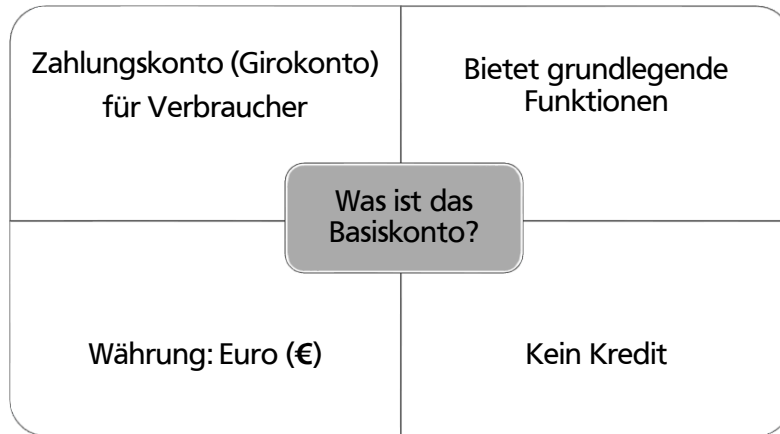 Zahlungskonto (Girokonto)
für Verbraucher
Bietet grundlegende
Funktionen
Was ist das
Basiskonto?
Währung: Euro (€)
Kein Kredit